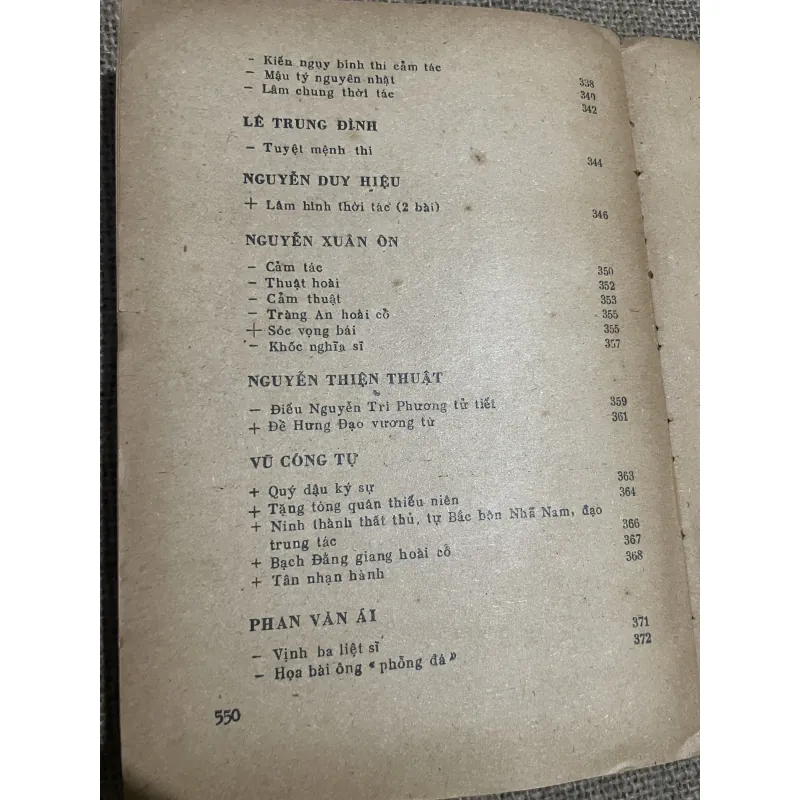 - Kiến ngụy binh thi cảm tác 338
- Mậu tý nguyên nhật 340
- Lâm chung thời tác 342
LÊ TRUNG ĐÌNH
- Tuyệt mệnh thi 344
NGUYỄN DUY HIỆU
+ Lâm hình thời tác (2 bài) 346
NGUYỄN XUÂN ÔN
- Cảm tác 350
- Thuật hoài 352
- Cảm thuật 353
- Tràng An hoài cổ 355
+ Sóc vọng bái 355
- Khốc nghĩa sĩ 357
NGUYỄN THIỆN THUẬT
- Điếu Nguyễn Tri Phương tử tiết 359
+ Đề Hưng Đạo vương từ 361
VŨ CÔNG TỰ
+ Quý dậu ký sự 363
+ Tặng tòng quân thiếu niên 364
+ Ninh thành thất thủ, tự Bắc bôn Nhã Nam, đạo
trung tác 366
+ Bạch Đằng giang hoài cổ 367
+ Tân nhạn hành 368
PHAN VĂN ÁI
- Vịnh ba liệt sĩ 371
- Họa bài ông « phỗng đá » 372
550